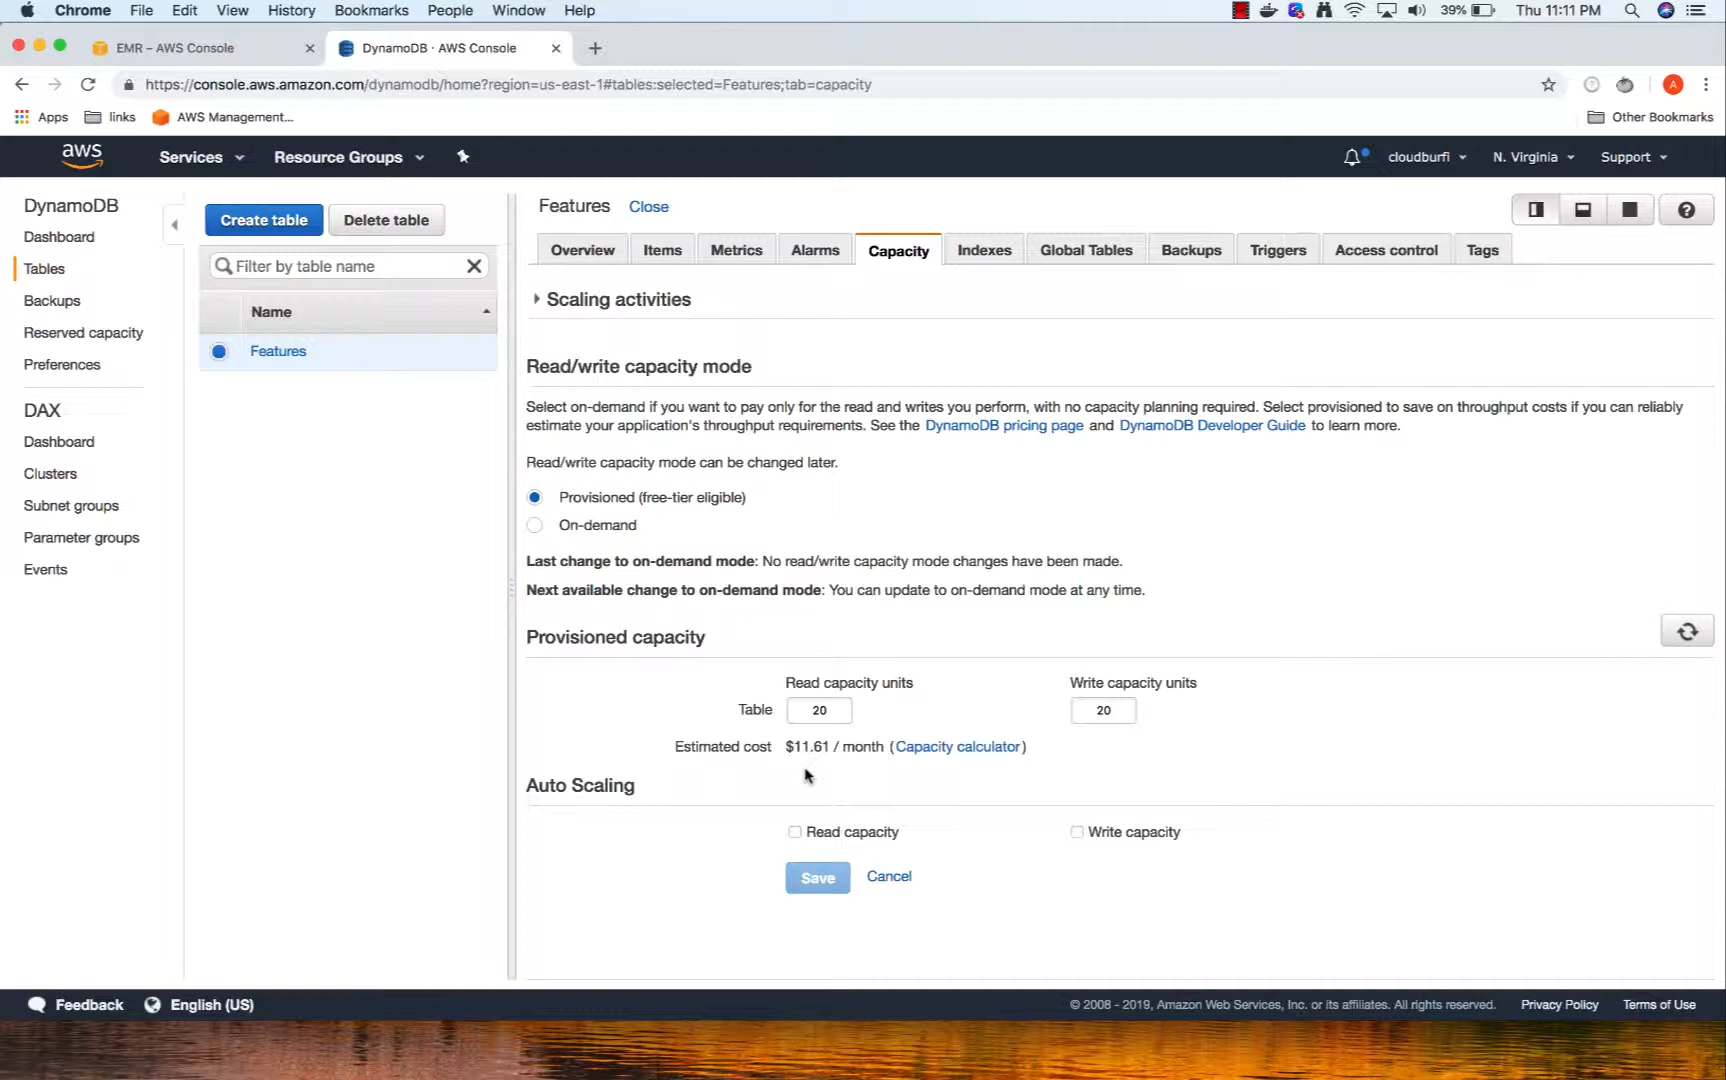 Chrome File Edit View History Bookmarks People Window Help 39% Thu 11:11 PM
EMR – AWS Console DynamoDB · AWS Console
https://console.aws.amazon.com/dynamodb/home?region=us-east-1#tables:selected=Features;tab=capacity A
Apps links AWS Management... Other Bookmarks
aws Services Resource Groups cloudburfi N. Virginia Support
DynamoDB
Dashboard
Tables
Backups
Reserved capacity
Preferences
DAX
Dashboard
Clusters
Subnet groups
Parameter groups
Events
Create table Delete table
Filter by table name
Name
Features
Features Close
Overview Items Metrics Alarms Capacity Indexes Global Tables Backups Triggers Access control Tags
Scaling activities
Read/write capacity mode
Select on-demand if you want to pay only for the read and writes you perform, with no capacity planning required. Select provisioned to save on throughput costs if you can reliably
estimate your application's throughput requirements. See the DynamoDB pricing page and DynamoDB Developer Guide to learn more.
Read/write capacity mode can be changed later.
Provisioned (free-tier eligible)
On-demand
Last change to on-demand mode: No read/write capacity mode changes have been made.
Next available change to on-demand mode: You can update to on-demand mode at any time.
Provisioned capacity
Read capacity units Write capacity units
Table 20 20
Estimated cost $11.61 / month (Capacity calculator)
Auto Scaling
Read capacity Write capacity
Save Cancel
Feedback English (US) © 2008 - 2019, Amazon Web Services, Inc. or its affiliates. All rights reserved. Privacy Policy Terms of Use